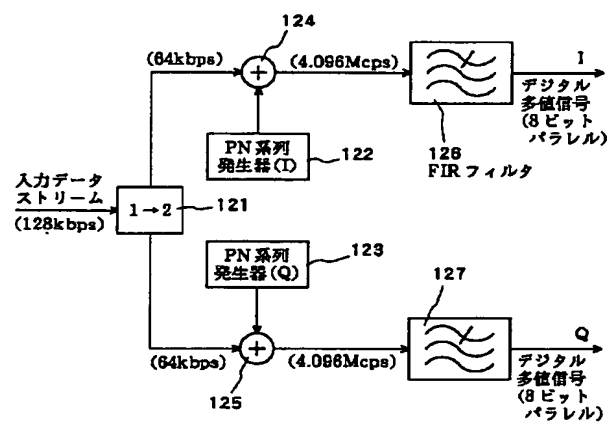 124
(64kbps)
(4.096Mcps)
I
デジタル
多値信号
(8ビット
パラレル)
PN系列
発生器(I)
122
126
FIRフィルタ
入力データ
ストリーム
(128kbps)
1→2
121
PN系列
発生器(Q)
123
127
(64kbps)
125
(4.096Mcps)
Q
デジタル
多値信号
(8ビット
パラレル)